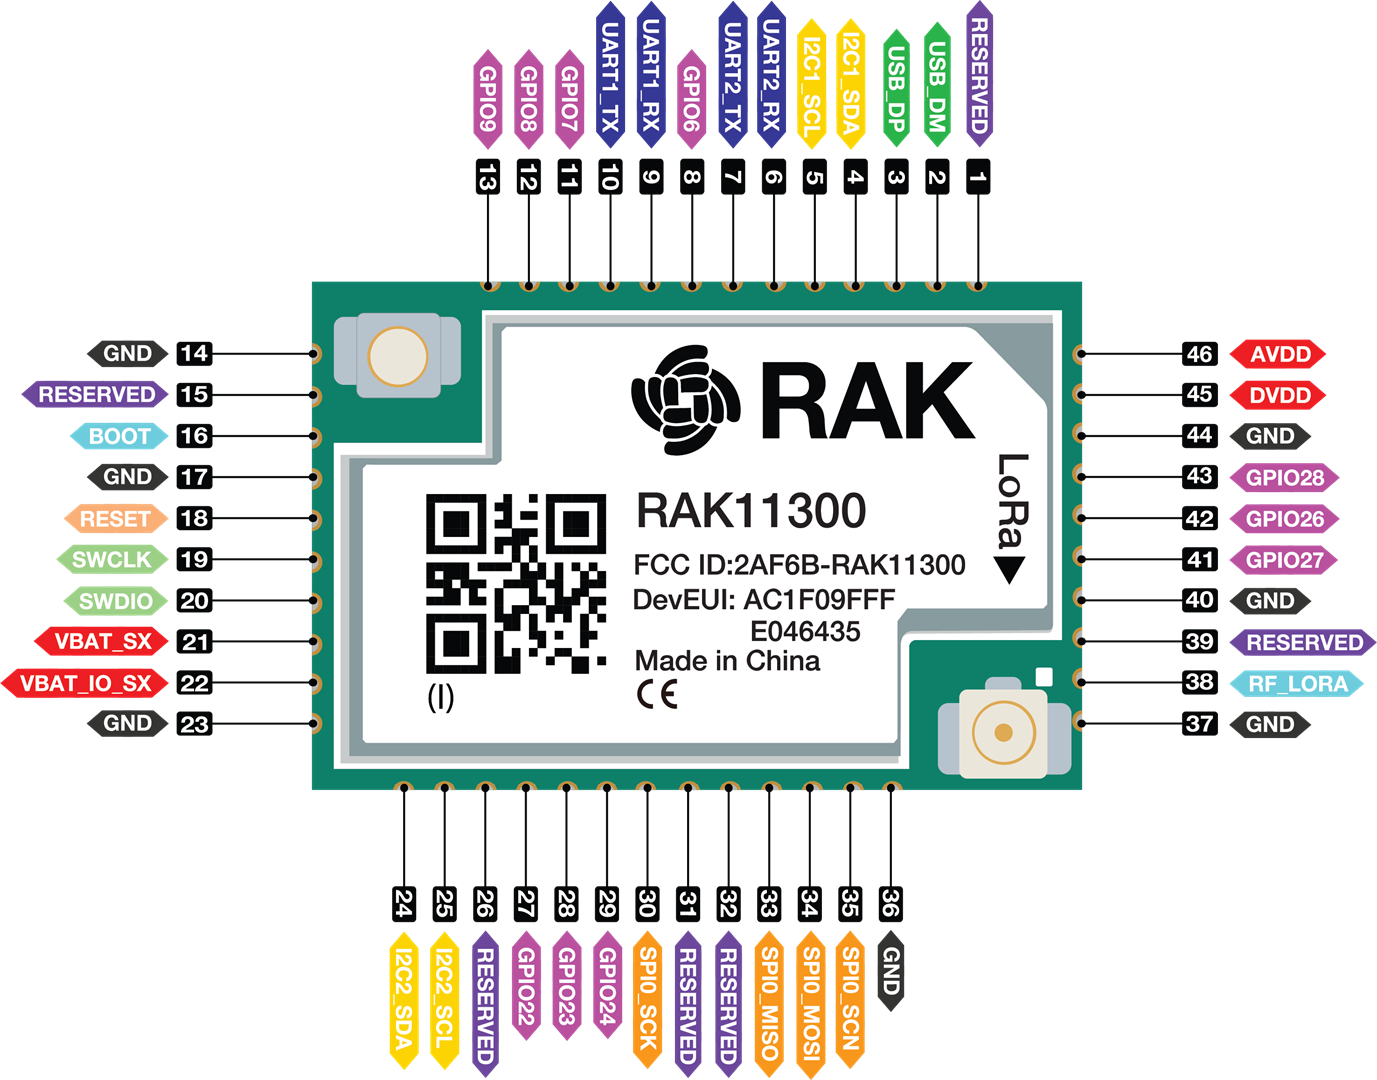 GPIO9
GPIO8
GPIO7
UART1_TX
UART1_RX
GPIO6
UART2_TX
UART2_RX
I2C1_SCL
I2C1_SDA
USB_DP
USB_DM
RESERVED
13
12
11
10
9
8
7
6
5
4
3
2
1
GND 14
RESERVED 15
BOOT 16
GND 17
RESET 18
SWCLK 19
SWDIO 20
VBAT_SX 21
VBAT_IO_SX 22
GND 23
RAK
LoRa
RAK11300
FCC ID:2AF6B-RAK11300
DevEUI: AC1F09FFF
E046435
Made in China
CE
(I)
46 AVDD
45 DVDD
44 GND
43 GPIO28
42 GPIO26
41 GPIO27
40 GND
39 RESERVED
38 RF_LORA
37 GND
24
25
26
27
28
29
30
31
32
33
34
35
36
I2C2_SDA
I2C2_SCL
RESERVED
GPIO22
GPIO23
GPIO24
SPI0_SCK
RESERVED
RESERVED
SPI0_MISO
SPI0_MOSI
SPI0_SCN
GND